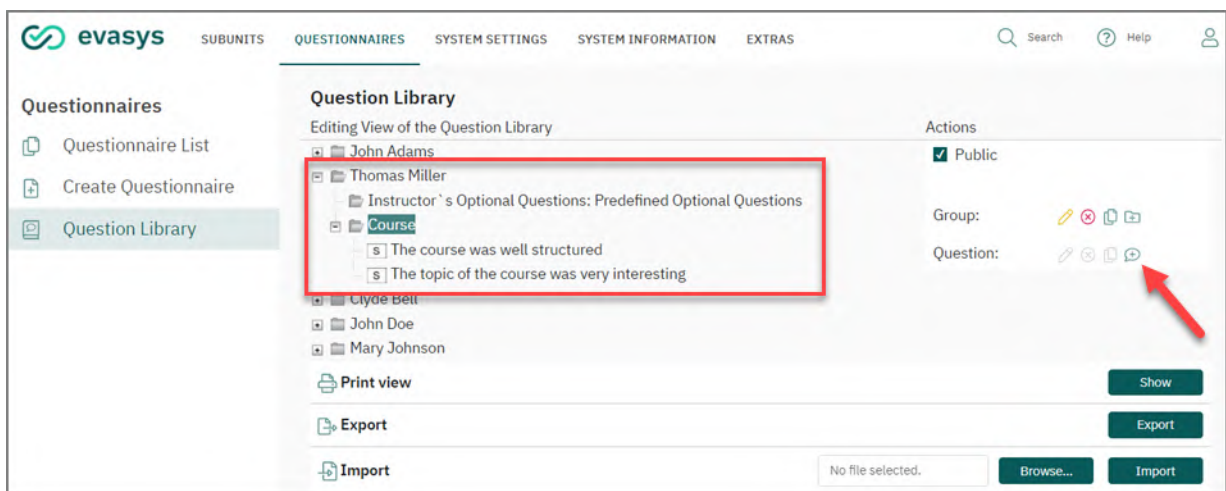 evasys SUBUNITS QUESTIONNAIRES SYSTEM SETTINGS SYSTEM INFORMATION EXTRAS Search ? Help
Questionnaires
Questionnaire List
Create Questionnaire
Question Library
Question Library
Editing View of the Question Library
John Adams
Thomas Miller
Instructor`s Optional Questions: Predefined Optional Questions
Course
S The course was well structured
S The topic of the course was very interesting
Clyde Bell
John Doe
Mary Johnson
Actions
Public
Group:
Question:
Print view Show
Export Export
Import No file selected. Browse... Import